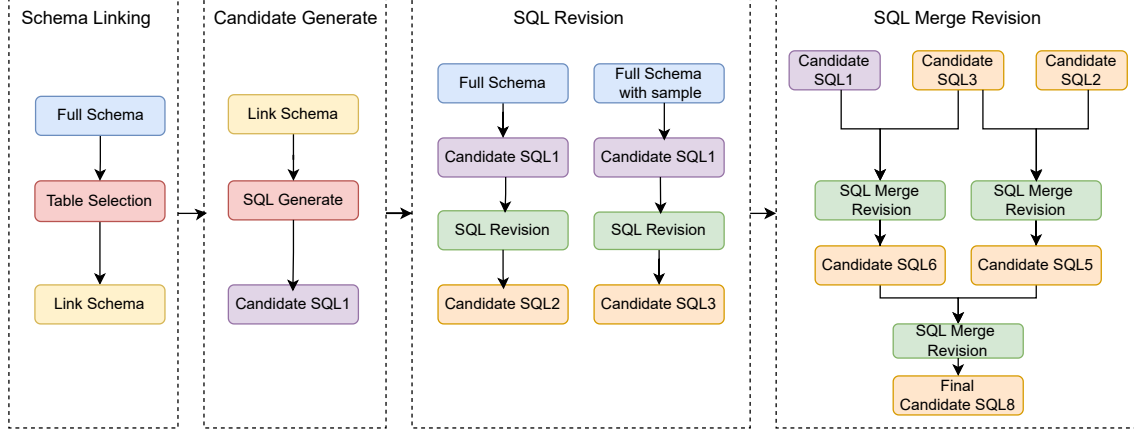 Schema Linking
Full Schema
Table Selection
Link Schema
Candidate Generate
Link Schema
SQL Generate
Candidate SQL1
SQL Revision
Full Schema
Candidate SQL1
SQL Revision
Candidate SQL2
Full Schema
with sample
Candidate SQL1
SQL Revision
Candidate SQL3
SQL Merge Revision
Candidate
SQL1
Candidate
SQL3
Candidate
SQL2
SQL Merge
Revision
SQL Merge
Revision
Candidate SQL6
Candidate SQL5
SQL Merge
Revision
Final
Candidate SQL8